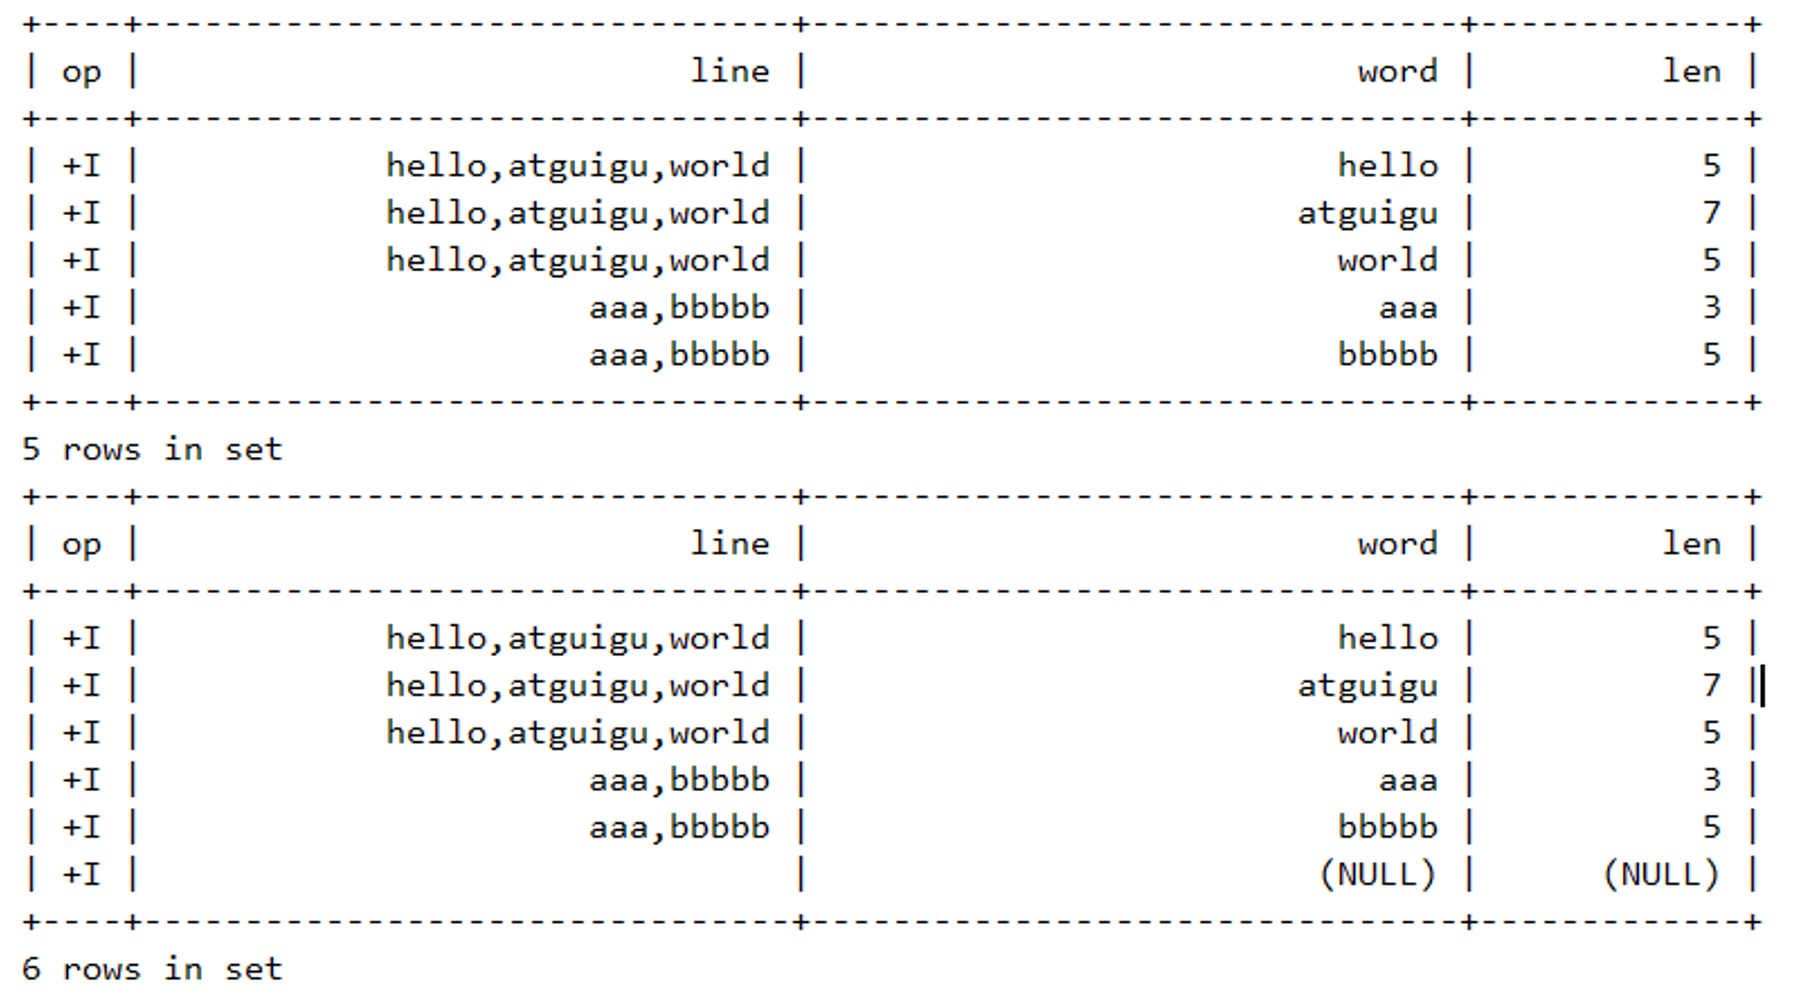 +----+--------------------------------+--------------------------------+-------------+
| op |                           line |                           word |         len |
+----+--------------------------------+--------------------------------+-------------+
| +I |            hello,atguigu,world |                          hello |           5 |
| +I |            hello,atguigu,world |                        atguigu |           7 |
| +I |            hello,atguigu,world |                          world |           5 |
| +I |                      aaa,bbbbb |                            aaa |           3 |
| +I |                      aaa,bbbbb |                          bbbbb |           5 |
+----+--------------------------------+--------------------------------+-------------+
5 rows in set
+----+--------------------------------+--------------------------------+-------------+
| op |                           line |                           word |         len |
+----+--------------------------------+--------------------------------+-------------+
| +I |            hello,atguigu,world |                          hello |           5 |
| +I |            hello,atguigu,world |                        atguigu |           7 |
| +I |            hello,atguigu,world |                          world |           5 |
| +I |                      aaa,bbbbb |                            aaa |           3 |
| +I |                      aaa,bbbbb |                          bbbbb |           5 |
| +I |                                |                         (NULL) |      (NULL) |
+----+--------------------------------+--------------------------------+-------------+
6 rows in set